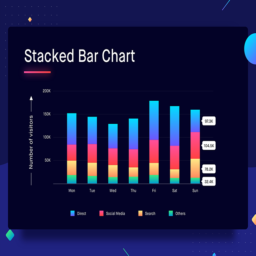 Stacked Bar Chart
Number of visitors
200K
150K
100K
50K
Mon
Tue
Wed
Thu
Fri
Sat
Sun
Direct
Social Media
Search
Others